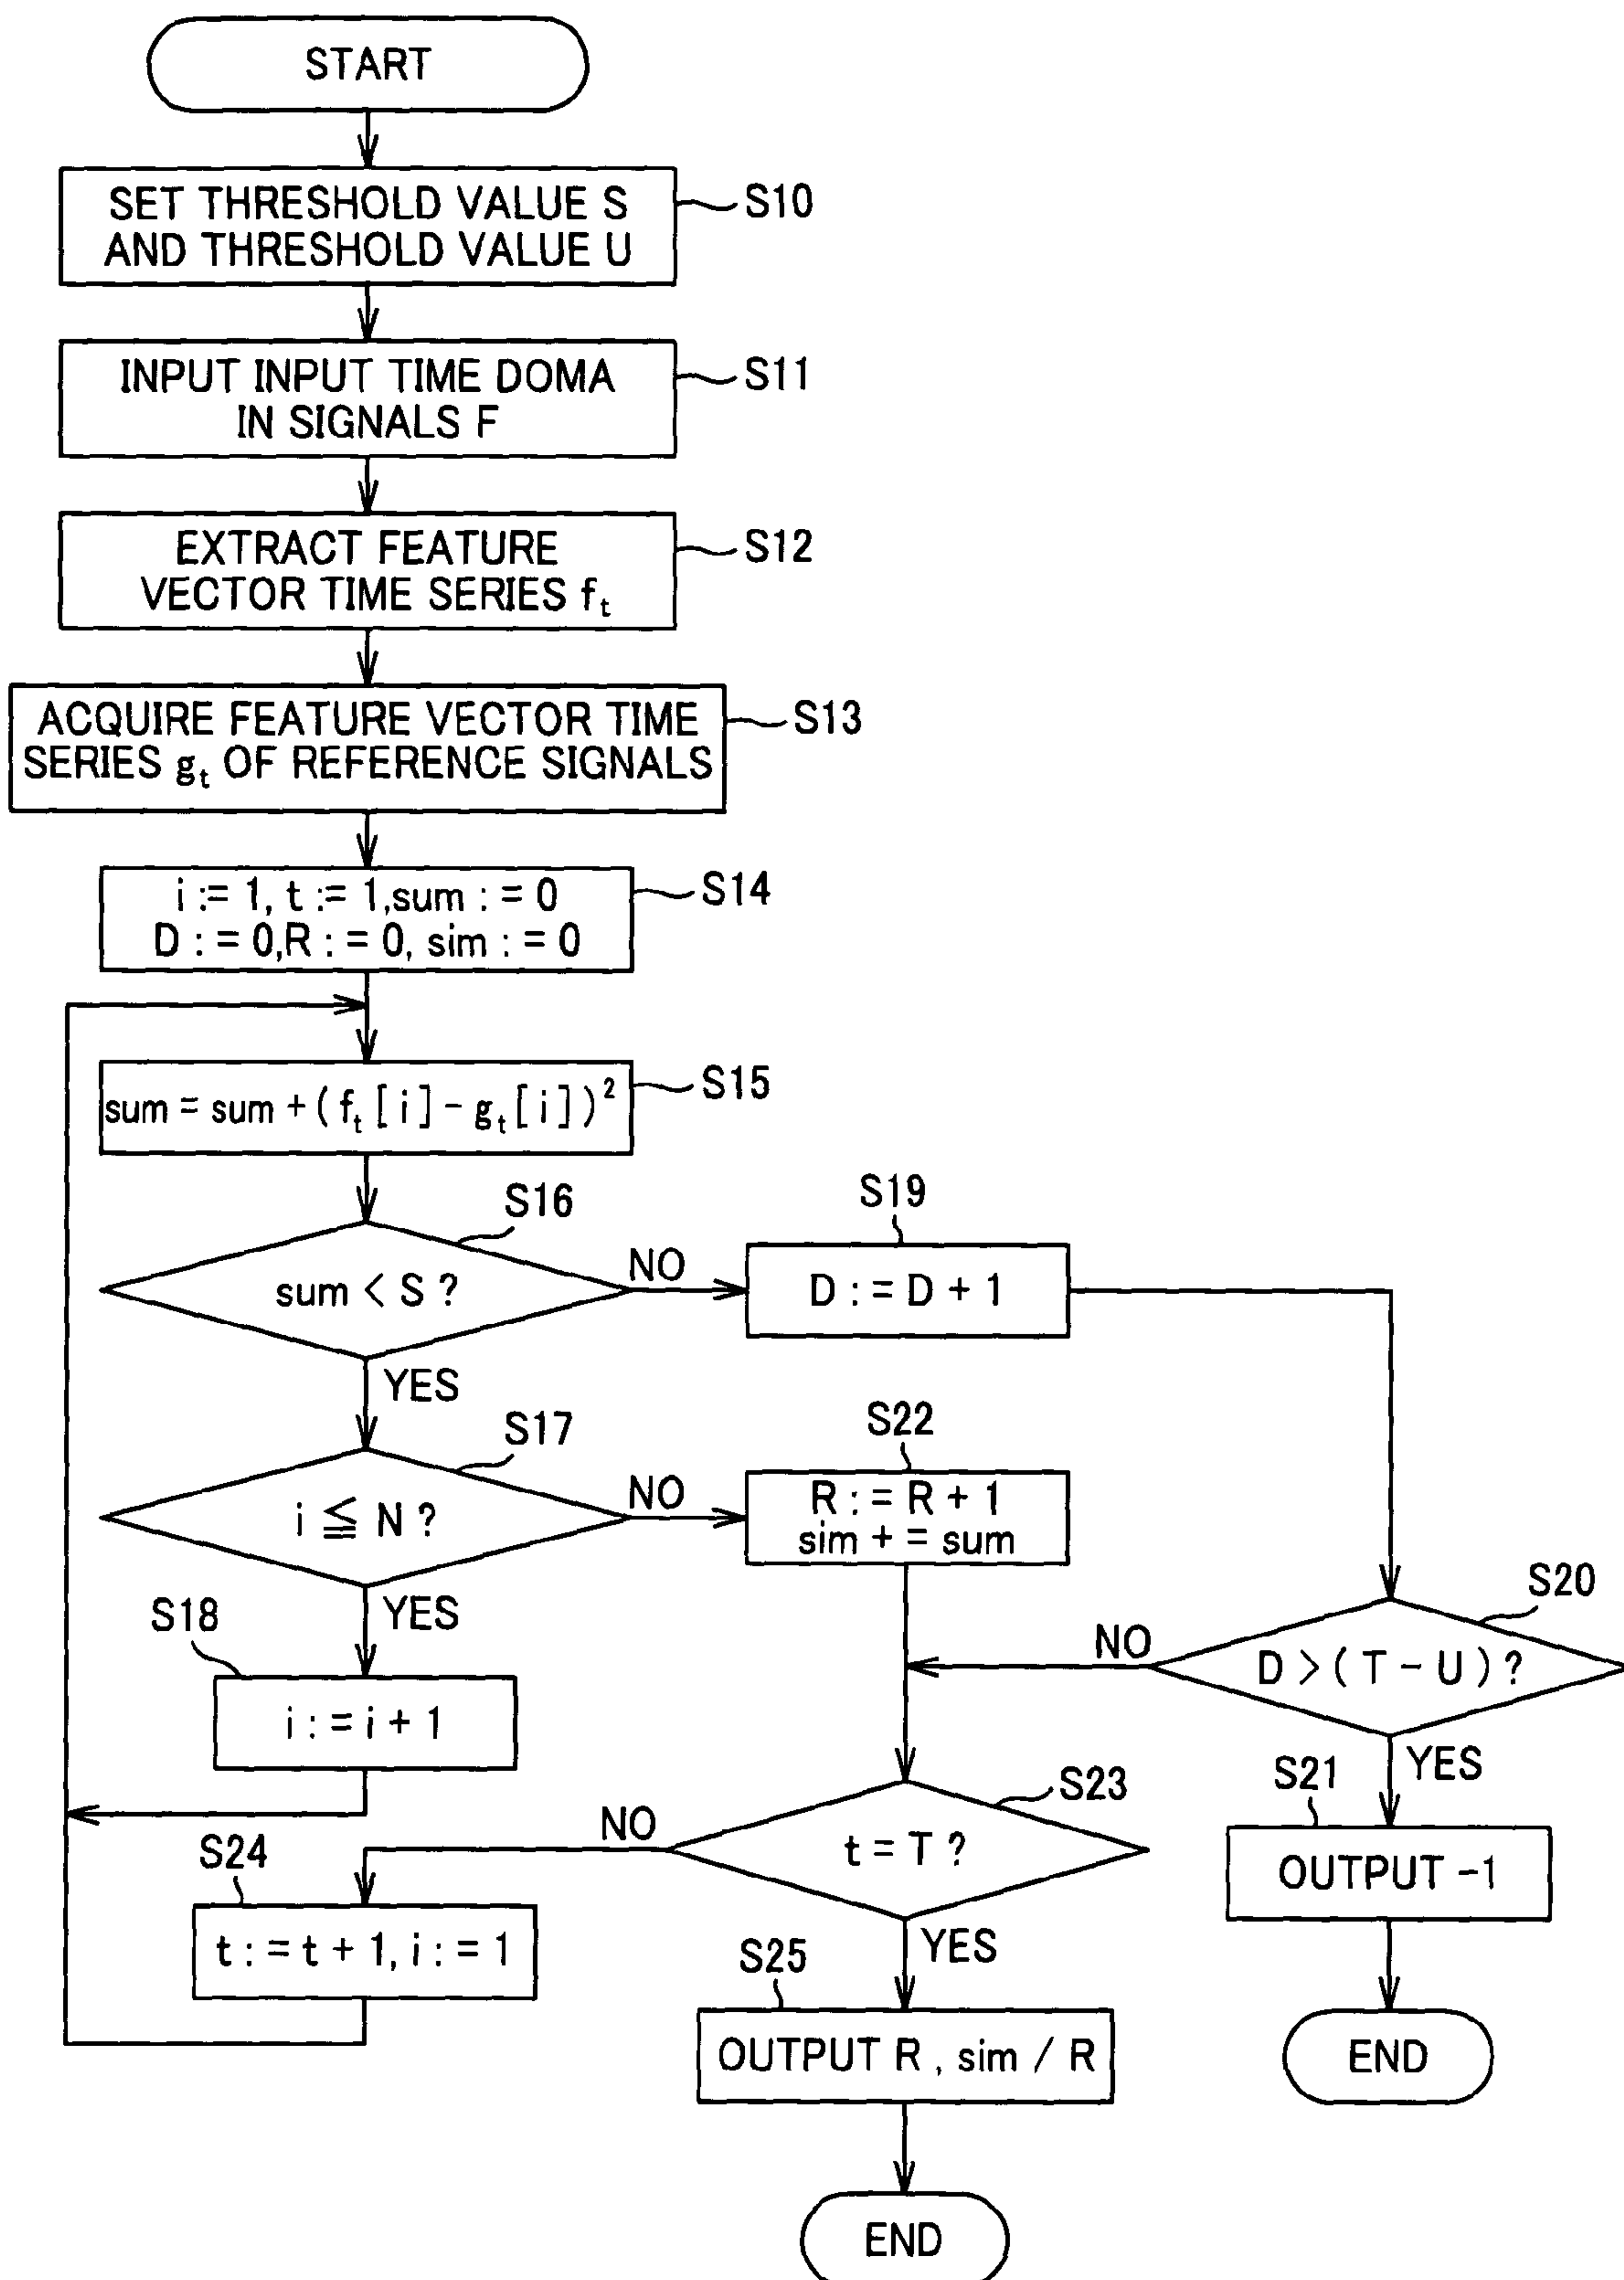 START
SET THRESHOLD VALUE S
AND THRESHOLD VALUE U
S10
INPUT INPUT TIME DOMA
IN SIGNALS F
S11
EXTRACT FEATURE
VECTOR TIME SERIES fₜ
S12
ACQUIRE FEATURE VECTOR TIME
SERIES gₜ OF REFERENCE SIGNALS
S13
i := 1, t := 1,sum : = 0
D : = 0,R : = 0, sim : = 0
S14
sum = sum + ( fₜ [ i ] - gₜ [ i ] )²
S15
S16
sum < S ?
NO
YES
S19
D : = D + 1
S17
i ≦ N ?
NO
YES
S22
R : = R + 1
sim + = sum
S18
i : = i + 1
S20
D > ( T - U ) ?
NO
YES
S23
t = T ?
NO
YES
S21
OUTPUT -1
S24
t : = t + 1, i : = 1
S25
OUTPUT R , sim / R
END
END